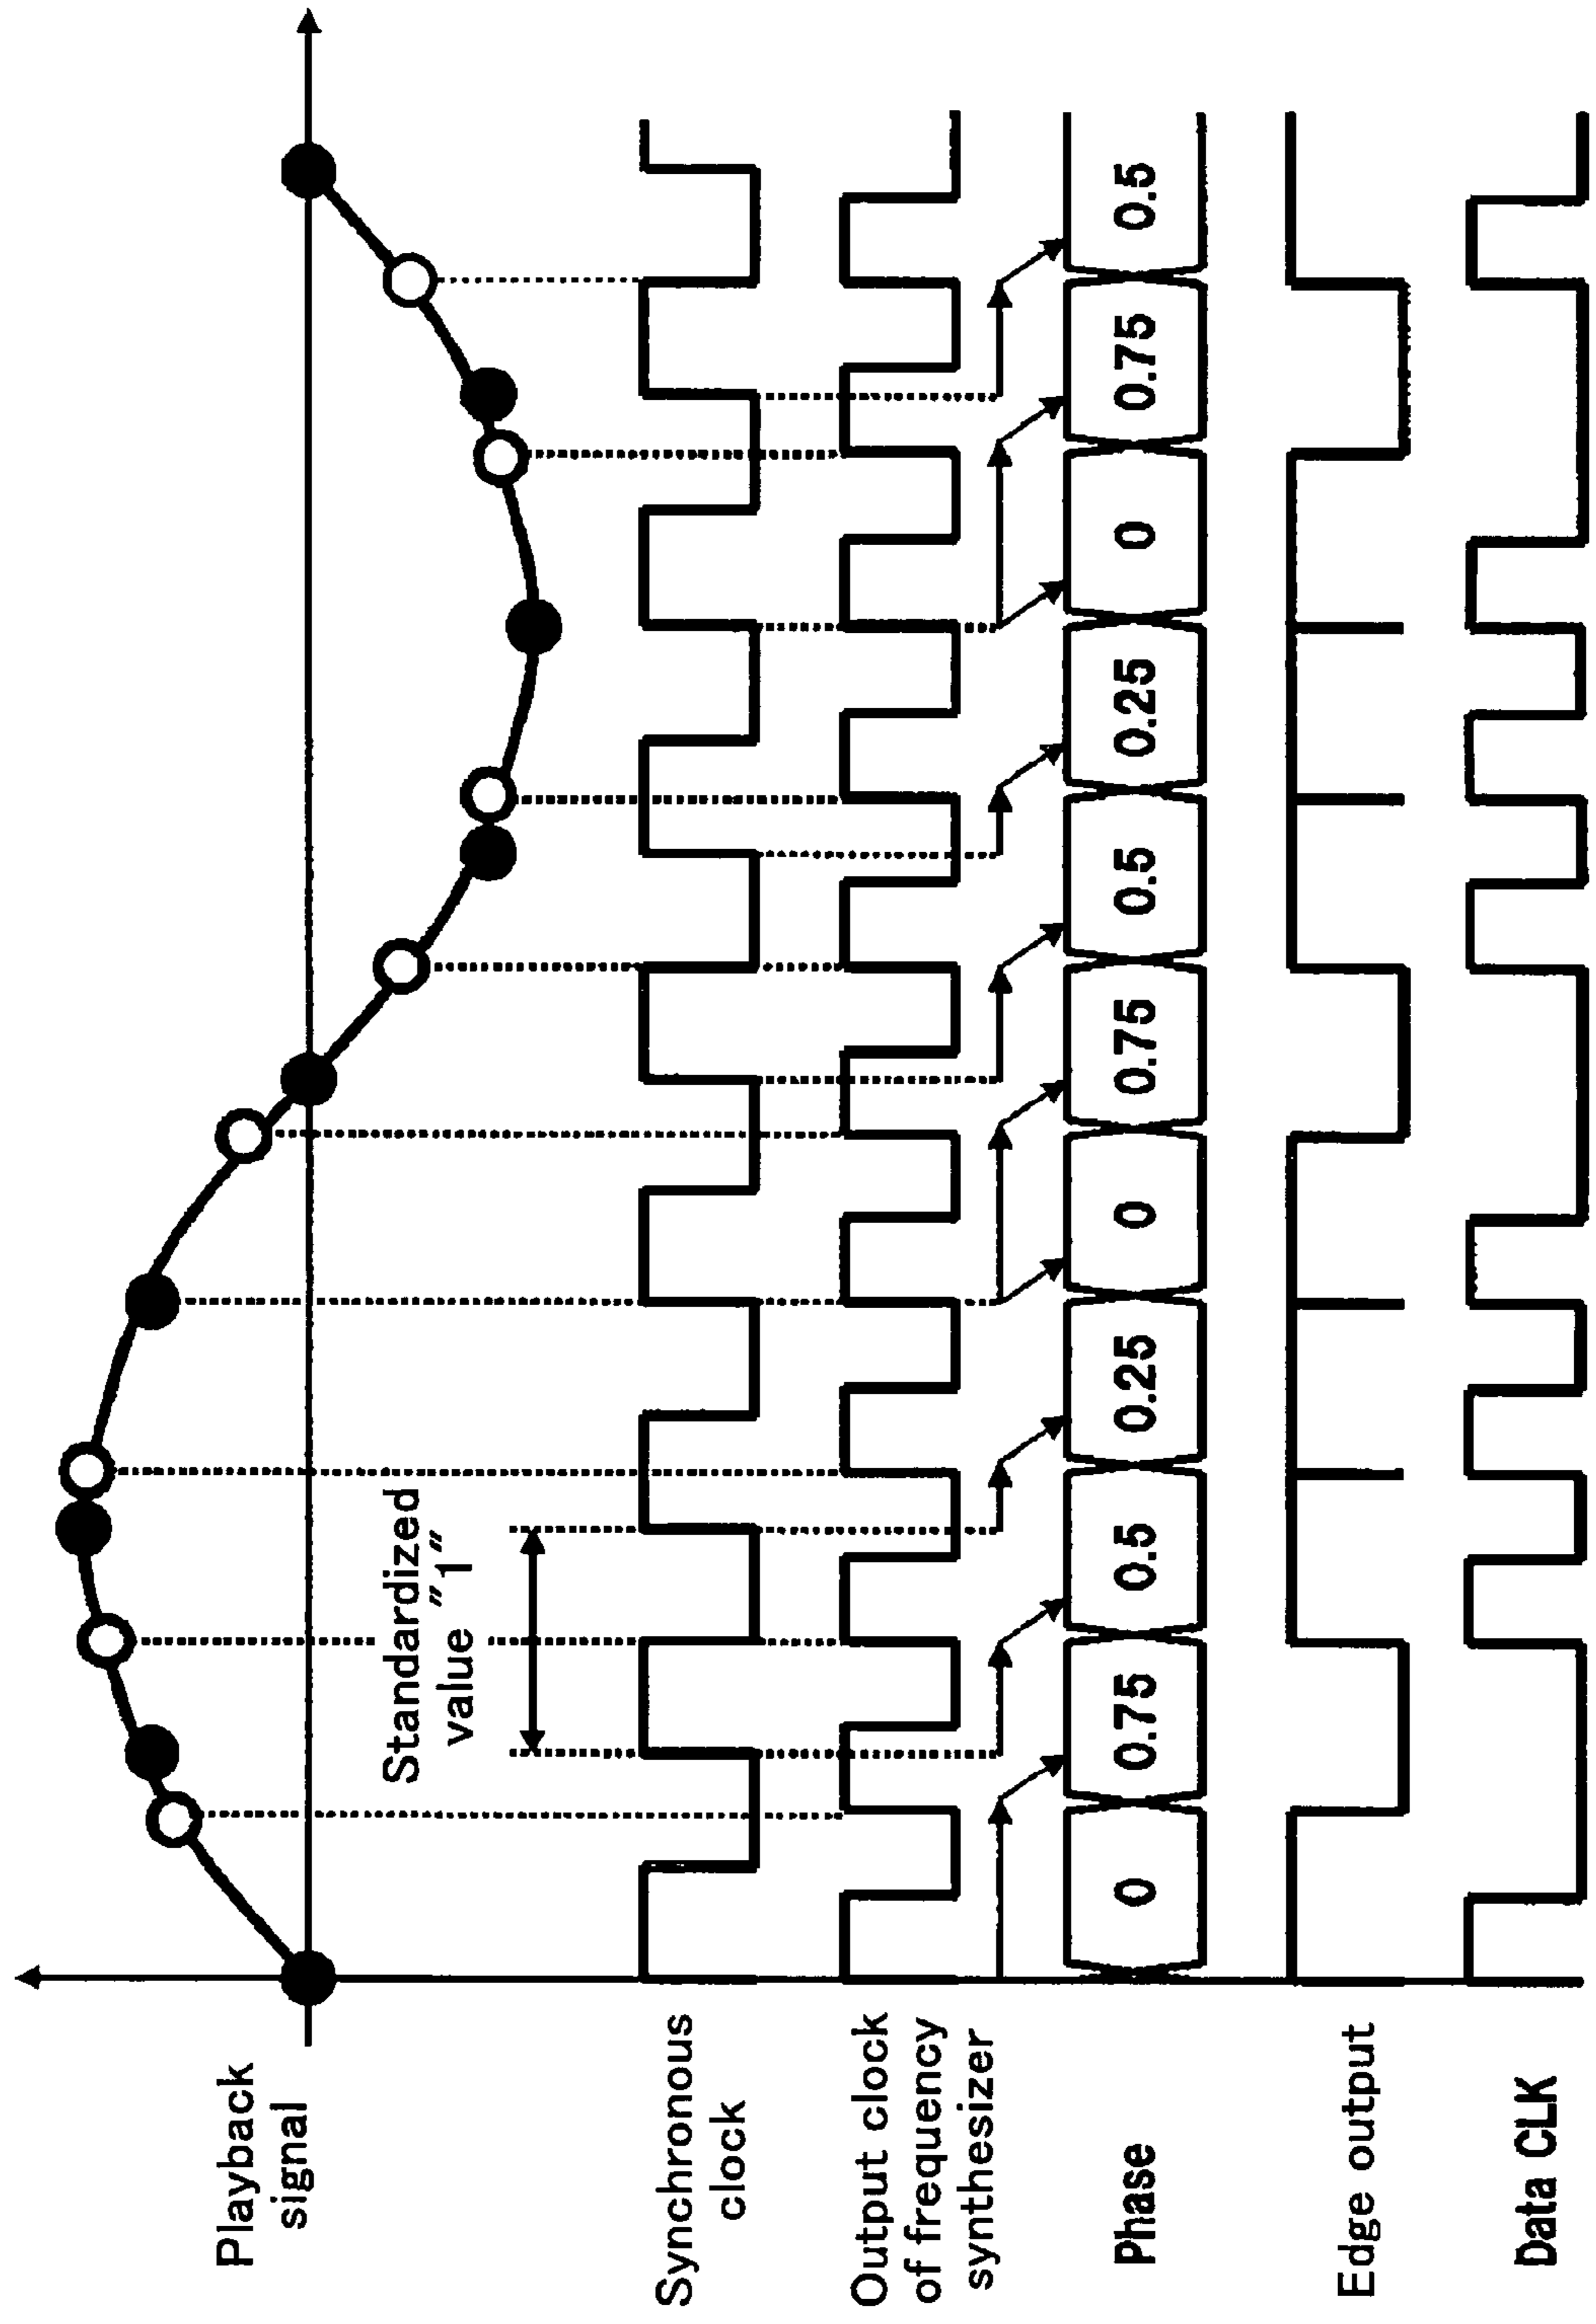 Playback
signal
Standardized
value "1"
Synchronous
clock
Output clock
of frequency
synthesizer
Phase
0
0.75
0.5
0.25
0
0.75
0.5
0.25
0
0.75
0.5
Edge output
Data CLK